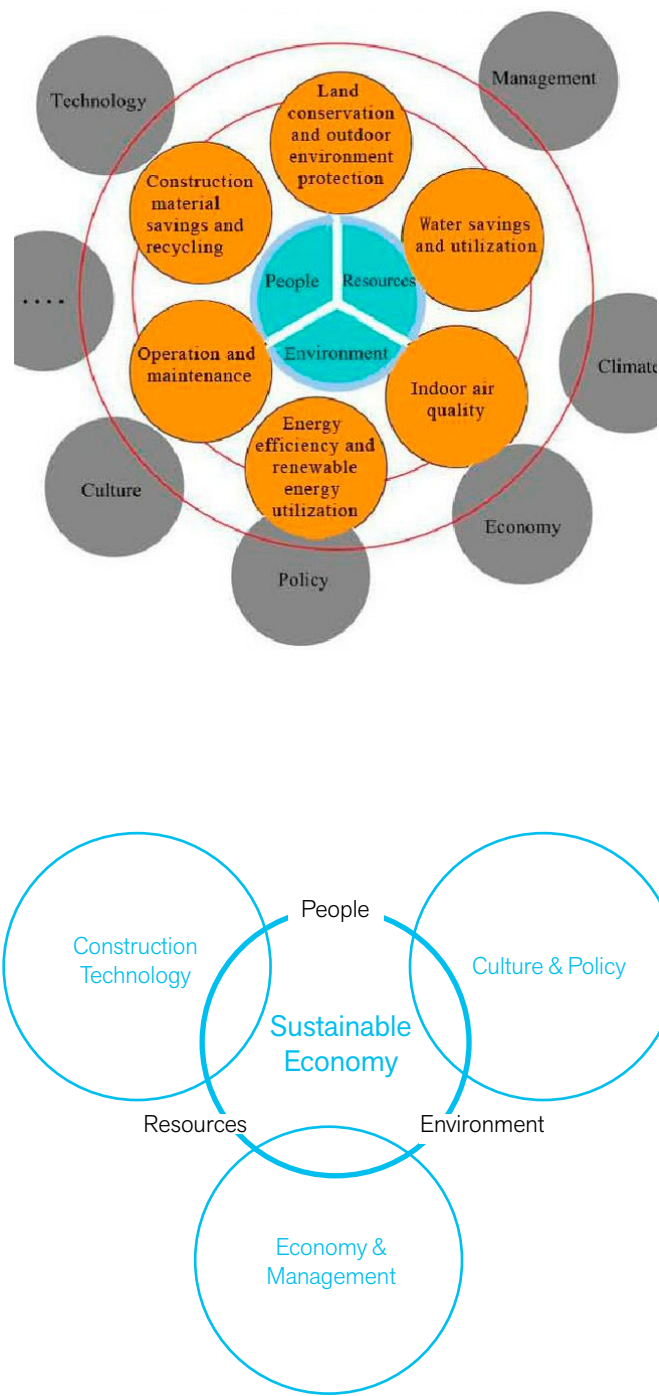 Technology
Management
Land
conservation
and outdoor
environment
protection
Construction
material
savings and
recycling
Water savings
and utilization
People
Resources
Environment
....
Operation and
maintenance
Indoor air
quality
Climate
Energy
efficiency and
renewable
energy
utilization
Culture
Economy
Policy
People
Construction
Technology
Culture & Policy
Sustainable
Economy
Resources
Environment
Economy &
Management